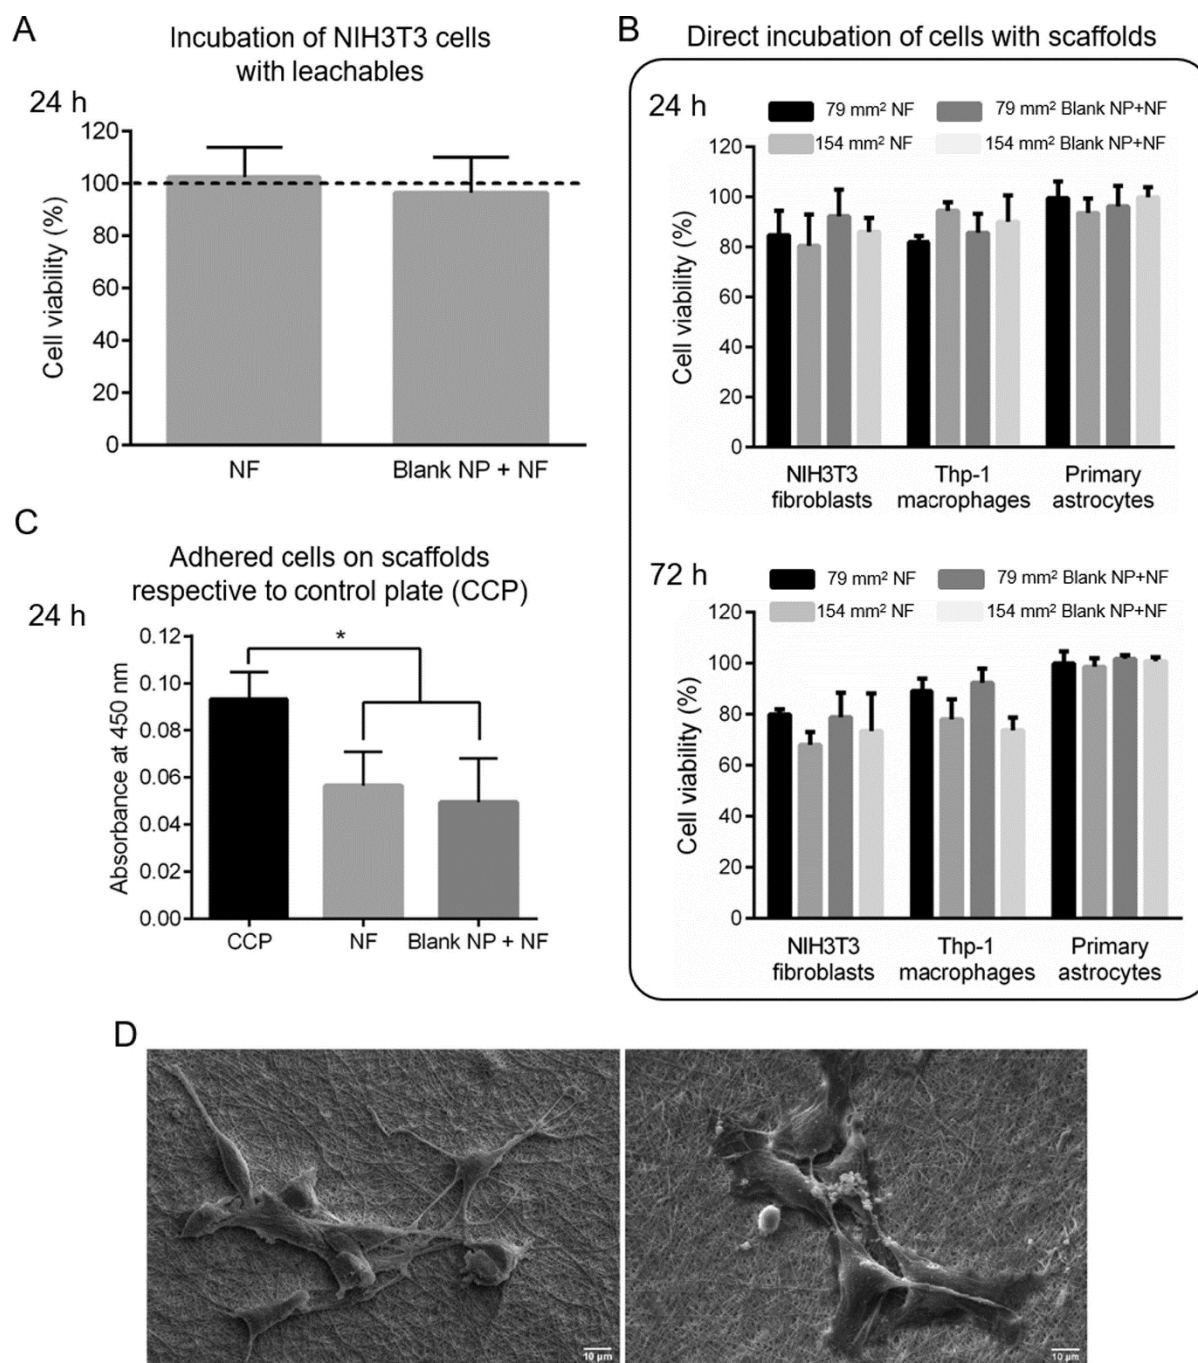 A
Incubation of NIH3T3 cells
with leachables
24 h
Cell viability (%)
120
100
80
60
40
20
0
NF
Blank NP + NF
B
Direct incubation of cells with scaffolds
24 h
79 mm² NF
79 mm² Blank NP+NF
154 mm² NF
154 mm² Blank NP+NF
Cell viability (%)
120
100
80
60
40
20
0
NIH3T3
fibroblasts
Thp-1
macrophages
Primary
astrocytes
72 h
79 mm² NF
79 mm² Blank NP+NF
154 mm² NF
154 mm² Blank NP+NF
Cell viability (%)
120
100
80
60
40
20
0
NIH3T3
fibroblasts
Thp-1
macrophages
Primary
astrocytes
C
Adhered cells on scaffolds
respective to control plate (CCP)
24 h
Absorbance at 450 nm
0.12
0.10
0.08
0.06
0.04
0.02
0.00
*
CCP
NF
Blank NP + NF
D
10 µm
10 µm